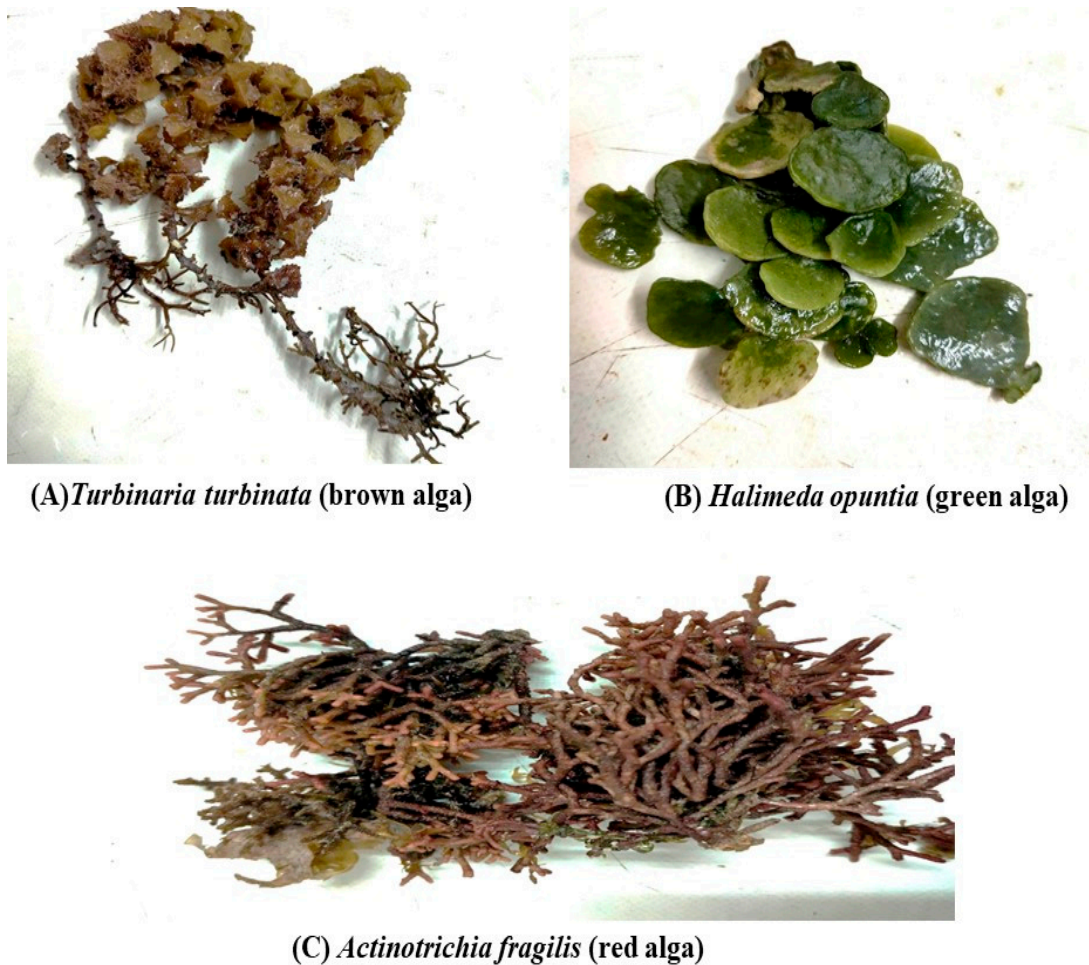 (A)Turbinaria turbinata (brown alga)
(B) Halimeda opuntia (green alga)
(C) Actinotrichia fragilis (red alga)